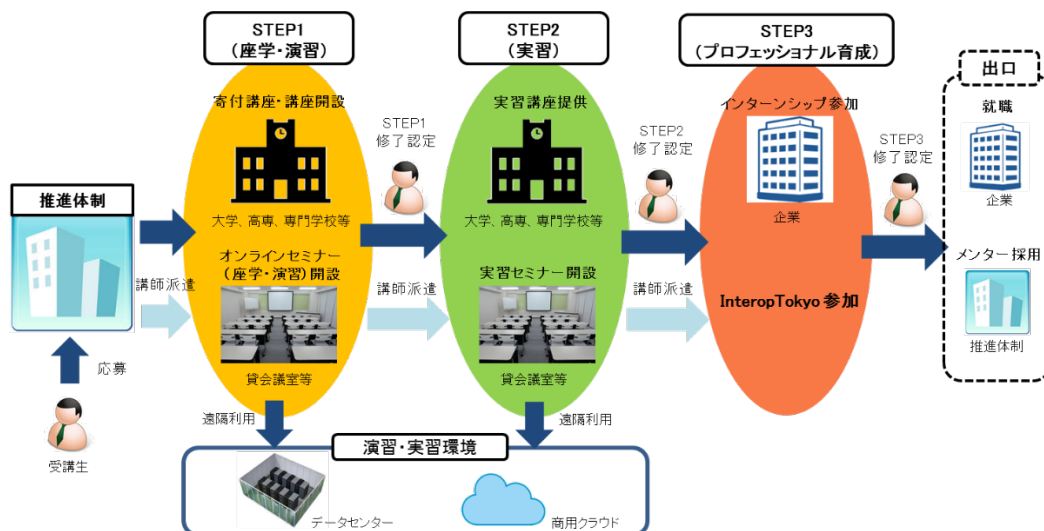 STEP1
(座学・演習)
STEP2
(実習)
STEP3
(プロフェッショナル育成)
出口
寄付講座・講座開設
大学、高専、専門学校等
オンラインセミナー
(座学・演習)開設
貸会議室等
STEP1
修了認定
実習講座提供
大学、高専、専門学校等
実習セミナー開設
貸会議室等
STEP2
修了認定
インターンシップ参加
企業
InteropTokyo 参加
STEP3
修了認定
就職
企業
メンター採用
推進体制
推進体制
講師派遣
講師派遣
講師派遣
応募
受講生
遠隔利用
遠隔利用
演習・実習環境
データセンター
商用クラウド